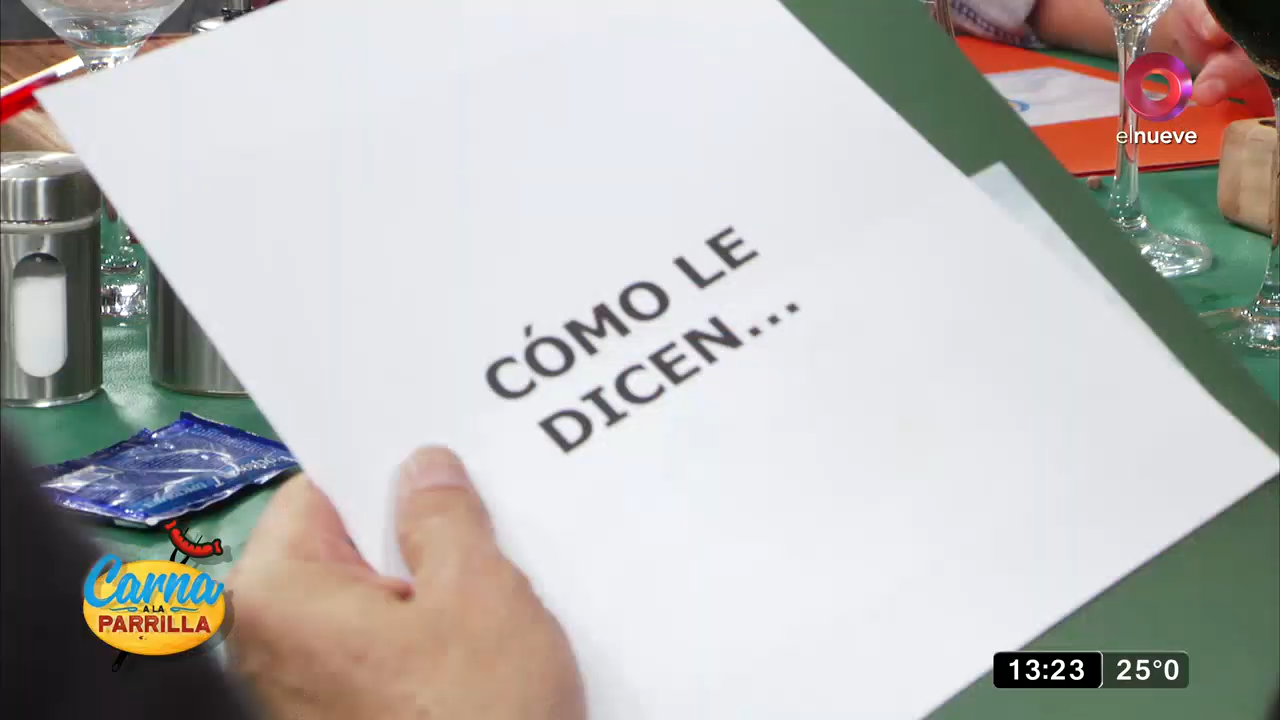 elnueve
CÓMO LE
DICEN...
Carna
A LA
PARRILLA
13:23 25°0